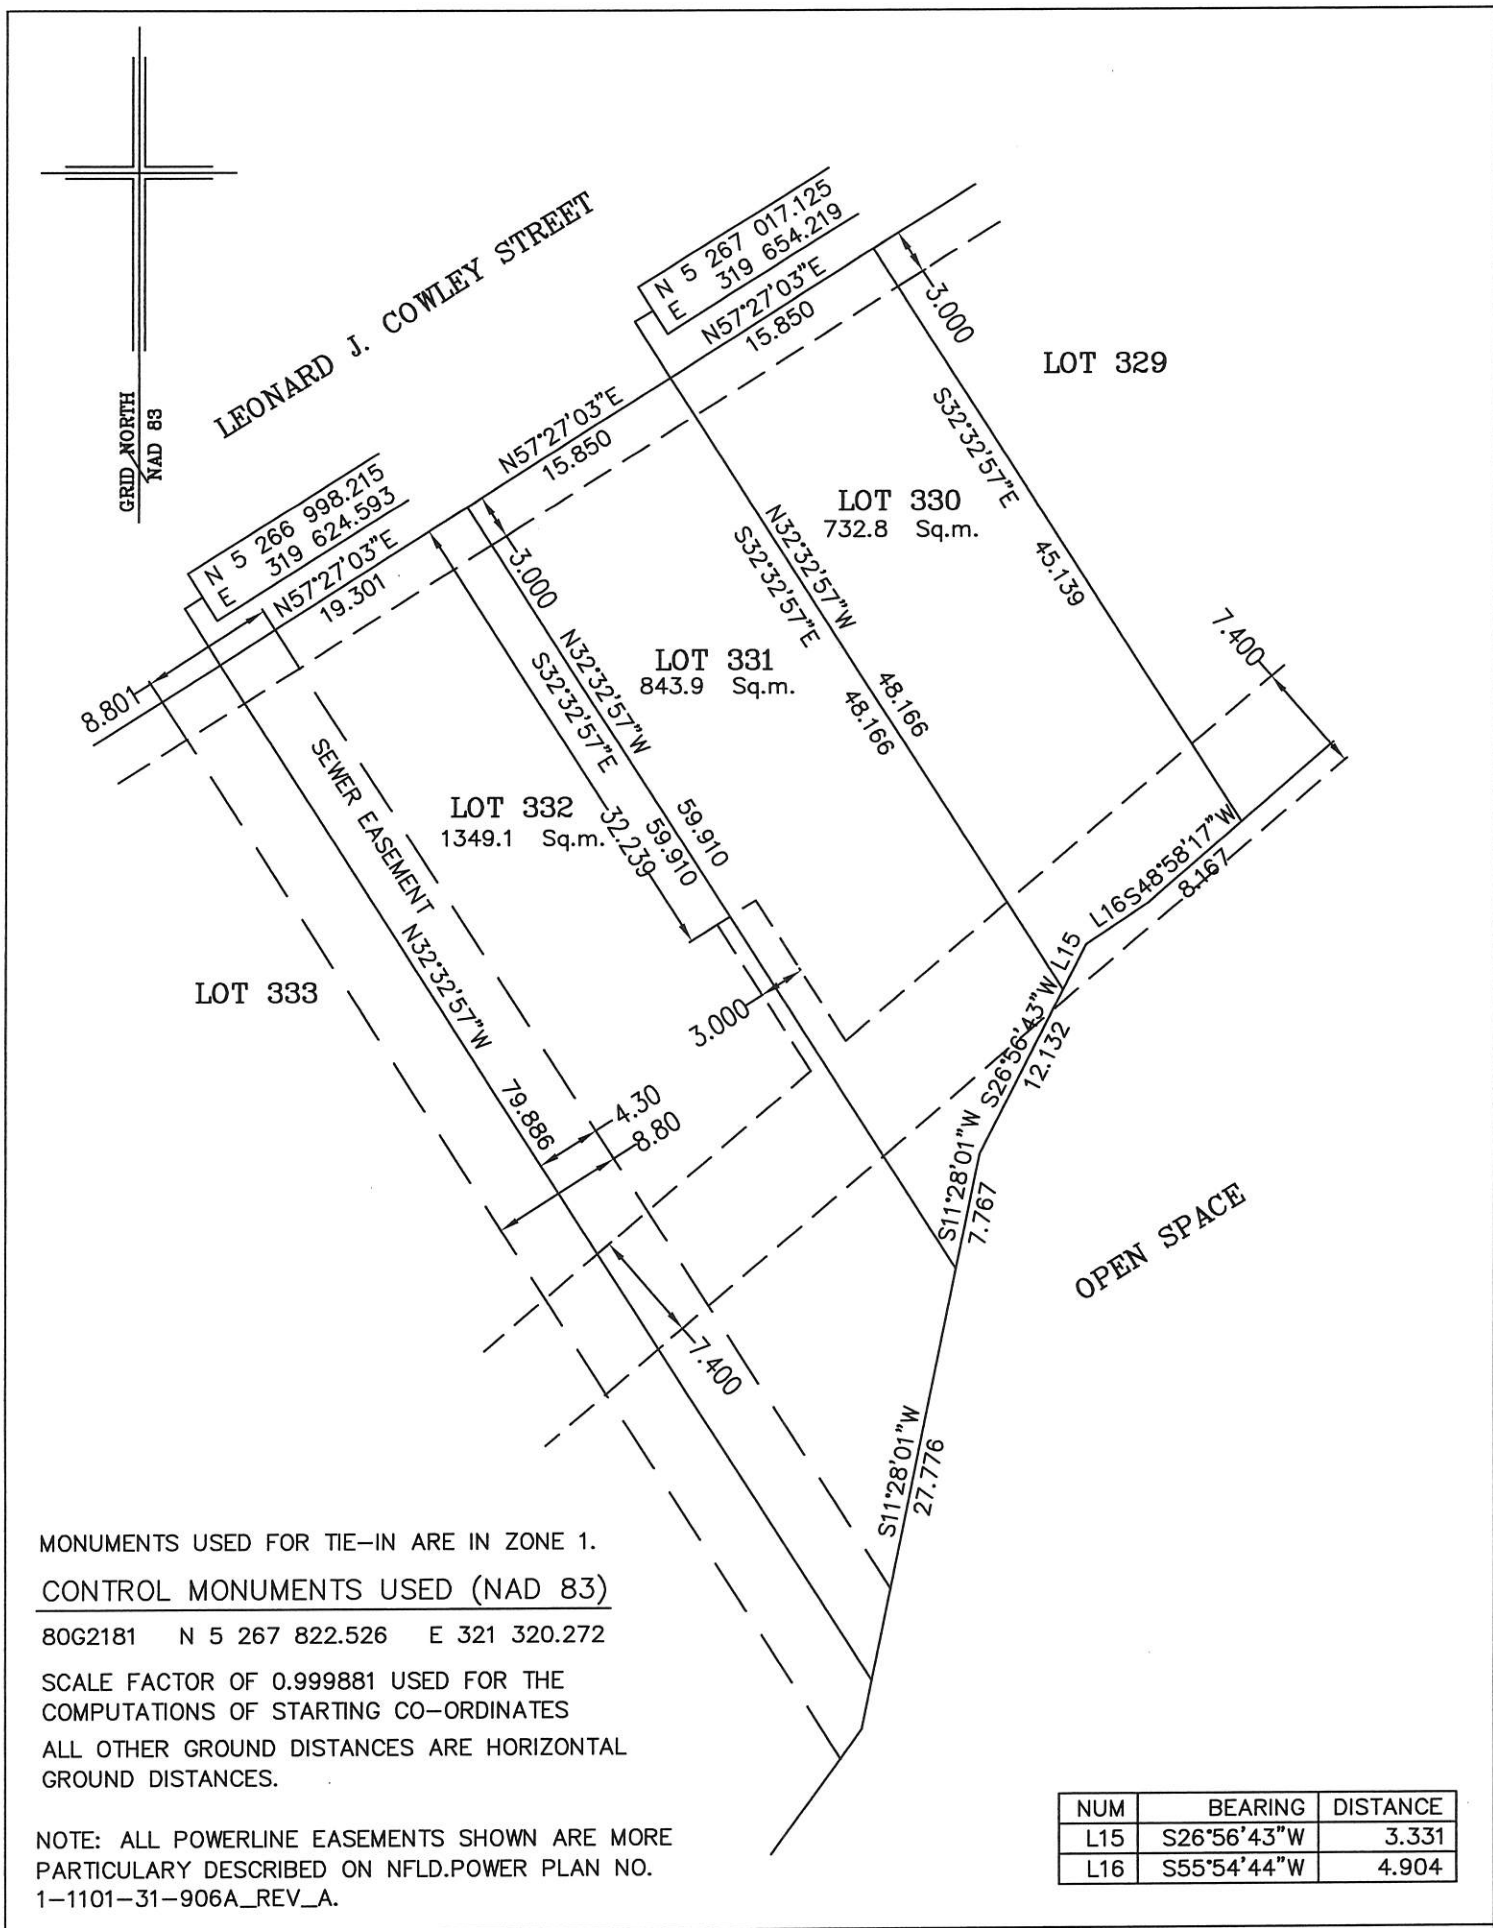 GRID NORTH
NAD 83
LEONARD J. COWLEY STREET
N 5 267 017.125
E 319 654.219
N57°27'03"E
15.850
3.000
LOT 329
N57°27'03"E
15.850
S32°32'57"E
45.139
N 5 266 998.215
E 319 624.593
N57°27'03"E
19.301
LOT 330
732.8 Sq.m.
N32°32'57"W
48.166
S32°32'57"E
48.166
3.000
8.801
LOT 331
843.9 Sq.m.
N32°32'57"W
59.910
S32°32'57"E
59.910
32.239
7.400
SEWER EASEMENT
LOT 332
1349.1 Sq.m.
L16
S48°58'17"W
8.167
L15
LOT 333
N32°32'57"W
79.886
3.000
S26°56'43"W
12.132
4.30
8.80
S11°28'01"W
7.767
OPEN SPACE
7.400
S11°28'01"W
27.776
MONUMENTS USED FOR TIE-IN ARE IN ZONE 1.
CONTROL MONUMENTS USED (NAD 83)
80G2181 N 5 267 822.526 E 321 320.272
SCALE FACTOR OF 0.999881 USED FOR THE
COMPUTATIONS OF STARTING CO-ORDINATES
ALL OTHER GROUND DISTANCES ARE HORIZONTAL
GROUND DISTANCES.
NOTE: ALL POWERLINE EASEMENTS SHOWN ARE MORE
PARTICULARY DESCRIBED ON NFLD.POWER PLAN NO.
1-1101-31-906A_REV_A.
NUM BEARING DISTANCE
L15 S26°56'43"W 3.331
L16 S55°54'44"W 4.904